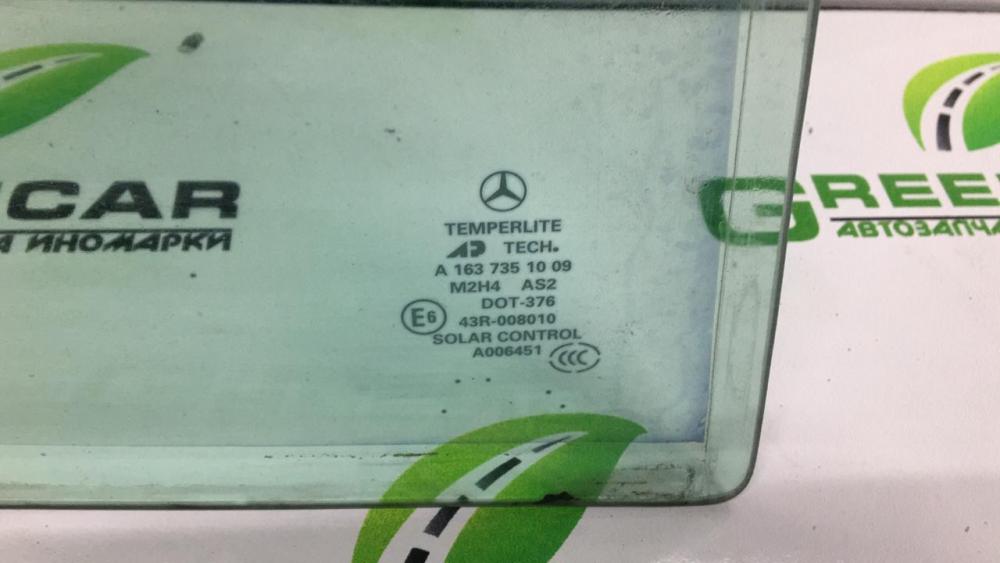 CAR
ИНОМАРКИ
TEMPERLITE
AP TECH.
A 163 735 10 09
M2H4 AS2
DOT-376
E6 43R-008010
SOLAR CONTROL
A006451 CCC
GREE
АВТОЗАПЧА